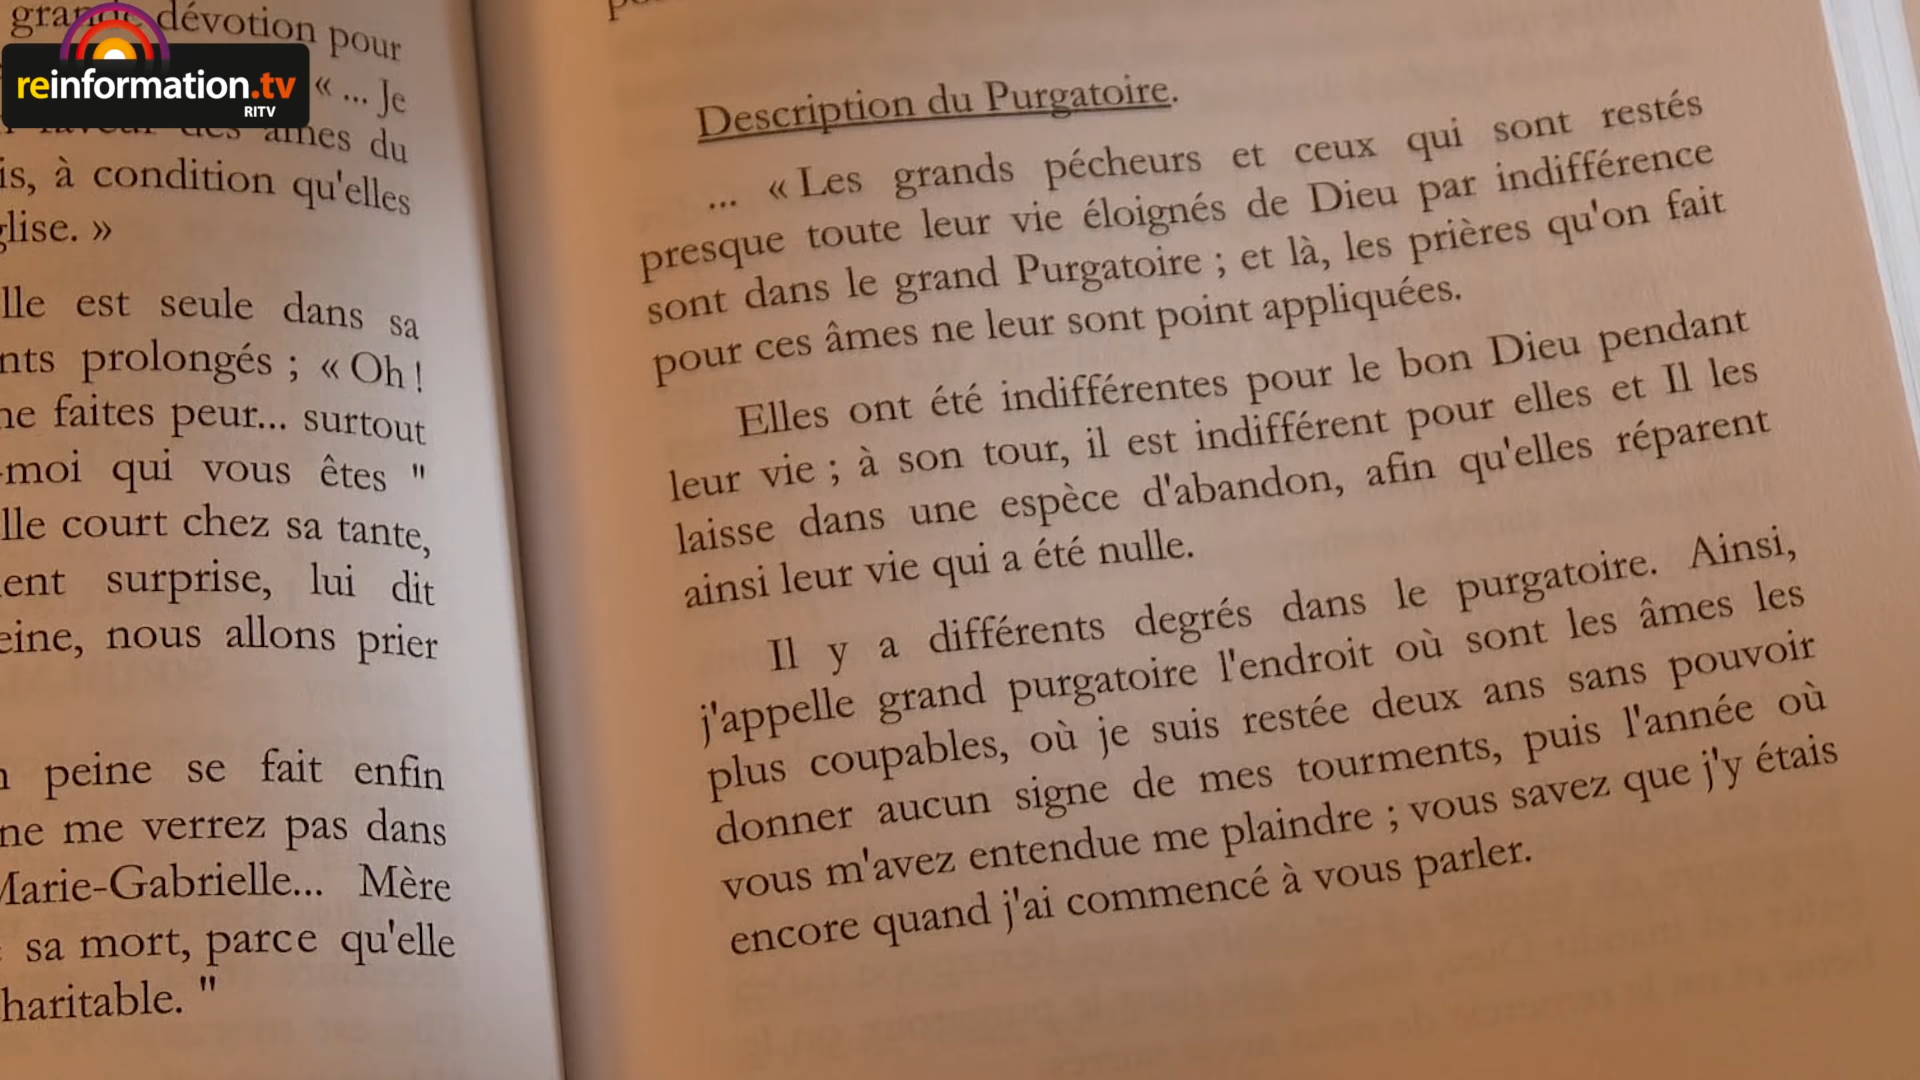 reinformation.tv
RITV
grande dévotion pour
« ... Je
faveur des âmes du
is, à condition qu'elles
glise. »
lle est seule dans sa
nts prolongés ; « Oh !
ne faites peur... surtout
-moi qui vous êtes "
lle court chez sa tante,
ent surprise, lui dit
eine, nous allons prier
peine se fait enfin
ne me verrez pas dans
Marie-Gabrielle... Mère
sa mort, parce qu'elle
haritable. "
Description du Purgatoire.
... « Les grands pécheurs et ceux qui sont restés
presque toute leur vie éloignés de Dieu par indifférence
sont dans le grand Purgatoire ; et là, les prières qu'on fait
pour ces âmes ne leur sont point appliquées.
Elles ont été indifférentes pour le bon Dieu pendant
leur vie ; à son tour, il est indifférent pour elles et Il les
laisse dans une espèce d'abandon, afin qu'elles réparent
ainsi leur vie qui a été nulle.
Il y a différents degrés dans le purgatoire. Ainsi,
j'appelle grand purgatoire l'endroit où sont les âmes les
plus coupables, où je suis restée deux ans sans pouvoir
donner aucun signe de mes tourments, puis l'année où
vous m'avez entendue me plaindre ; vous savez que j'y étais
encore quand j'ai commencé à vous parler.